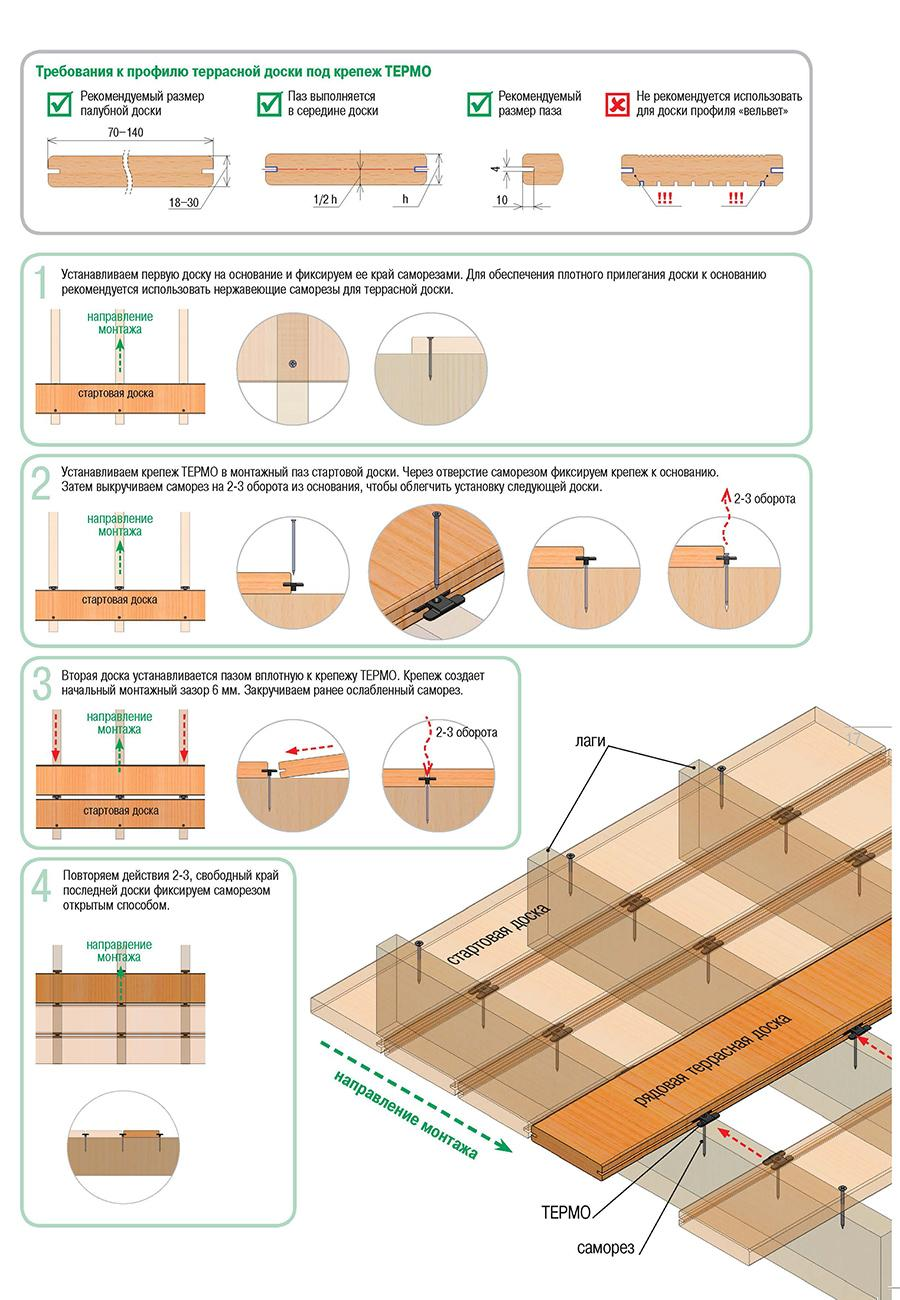 Требования к профилю террасной доски под крепеж ТЕРМО
Рекомендуемый размер
палубной доски
Паз выполняется
в середине доски
Рекомендуемый
размер паза
Не рекомендуется использовать
для доски профиля «вельвет»
70–140
18–30
1/2 h
h
4
10
!!!
!!!
1
Устанавливаем первую доску на основание и фиксируем ее край саморезами. Для обеспечения плотного прилегания доски к основанию
рекомендуется использовать нержавеющие саморезы для террасной доски.
направление
монтажа
стартовая доска
2
Устанавливаем крепеж ТЕРМО в монтажный паз стартовой доски. Через отверстие саморезом фиксируем крепеж к основанию.
Затем выкручиваем саморез на 2-3 оборота из основания, чтобы облегчить установку следующей доски.
2-3 оборота
направление
монтажа
стартовая доска
3
Вторая доска устанавливается пазом вплотную к крепежу ТЕРМО. Крепеж создает
начальный монтажный зазор 6 мм. Закручиваем ранее ослабленный саморез.
направление
монтажа
2-3 оборота
стартовая доска
4
Повторяем действия 2-3, свободный край
последней доски фиксируем саморезом
открытым способом.
направление
монтажа
17
лаги
стартовая доска
рядовая террасная доска
направление монтажа
ТЕРМО
саморез